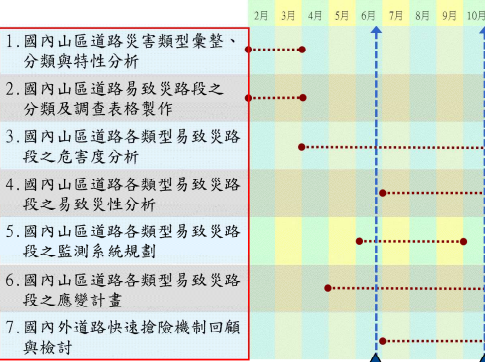 2月 3月 4月 5月 6月 7月 8月 9月 10月
1.國內山區道路災害類型彙整、
分類與特性分析
2.國內山區道路易致災路段之
分類及調查表格製作
3.國內山區道路各類型易致災路
段之危害度分析
4.國內山區道路各類型易致災路
段之易致災性分析
5.國內山區道路各類型易致災路
段之監測系統規劃
6.國內山區道路各類型易致災路
段之應變計畫
7.國內外道路快速搶險機制回顧
與檢討